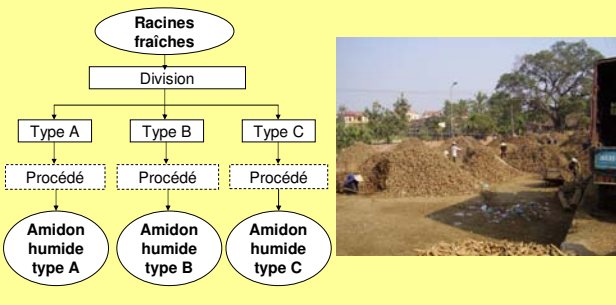 Racines
fraîches
Division
Type A
Type B
Type C
Procédé
Procédé
Procédé
Amidon
humide
type A
Amidon
humide
type B
Amidon
humide
type C